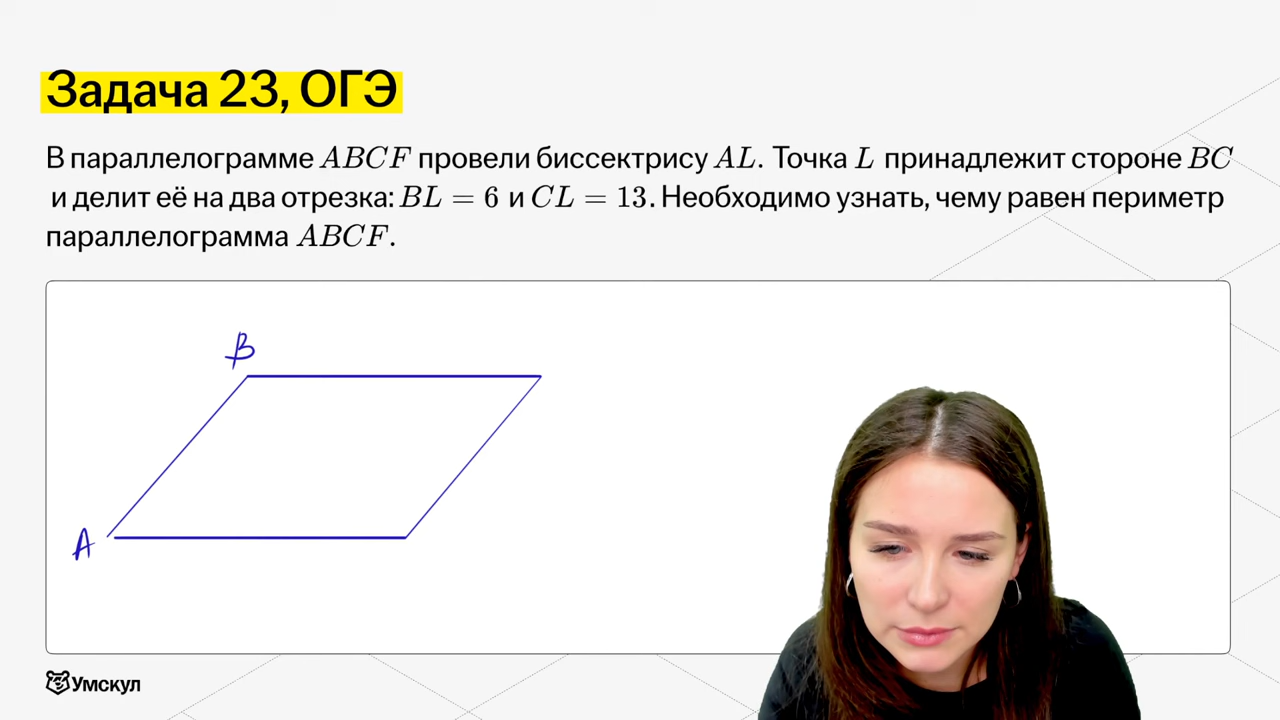 Задача 23, ОГЭ
В параллелограмме ABCF провели биссектрису AL. Точка L принадлежит стороне BC
и делит её на два отрезка: BL = 6 и CL = 13. Необходимо узнать, чему равен периметр
параллелограмма ABCF.
B
A
Умскул